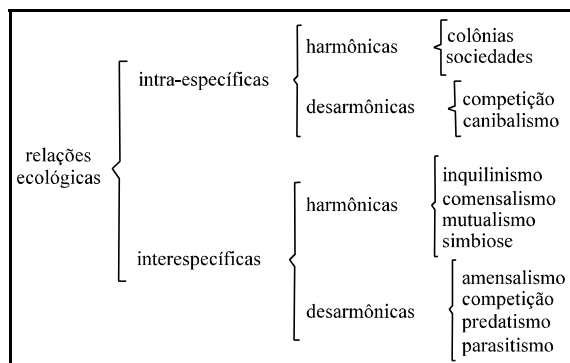 relações
ecológicas
intra-específicas
harmônicas
colônias
sociedades
desarmônicas
competição
canibalismo
interespecíficas
harmônicas
inquilinismo
comensalismo
mutualismo
simbiose
desarmônicas
amensalismo
competição
predatismo
parasitismo